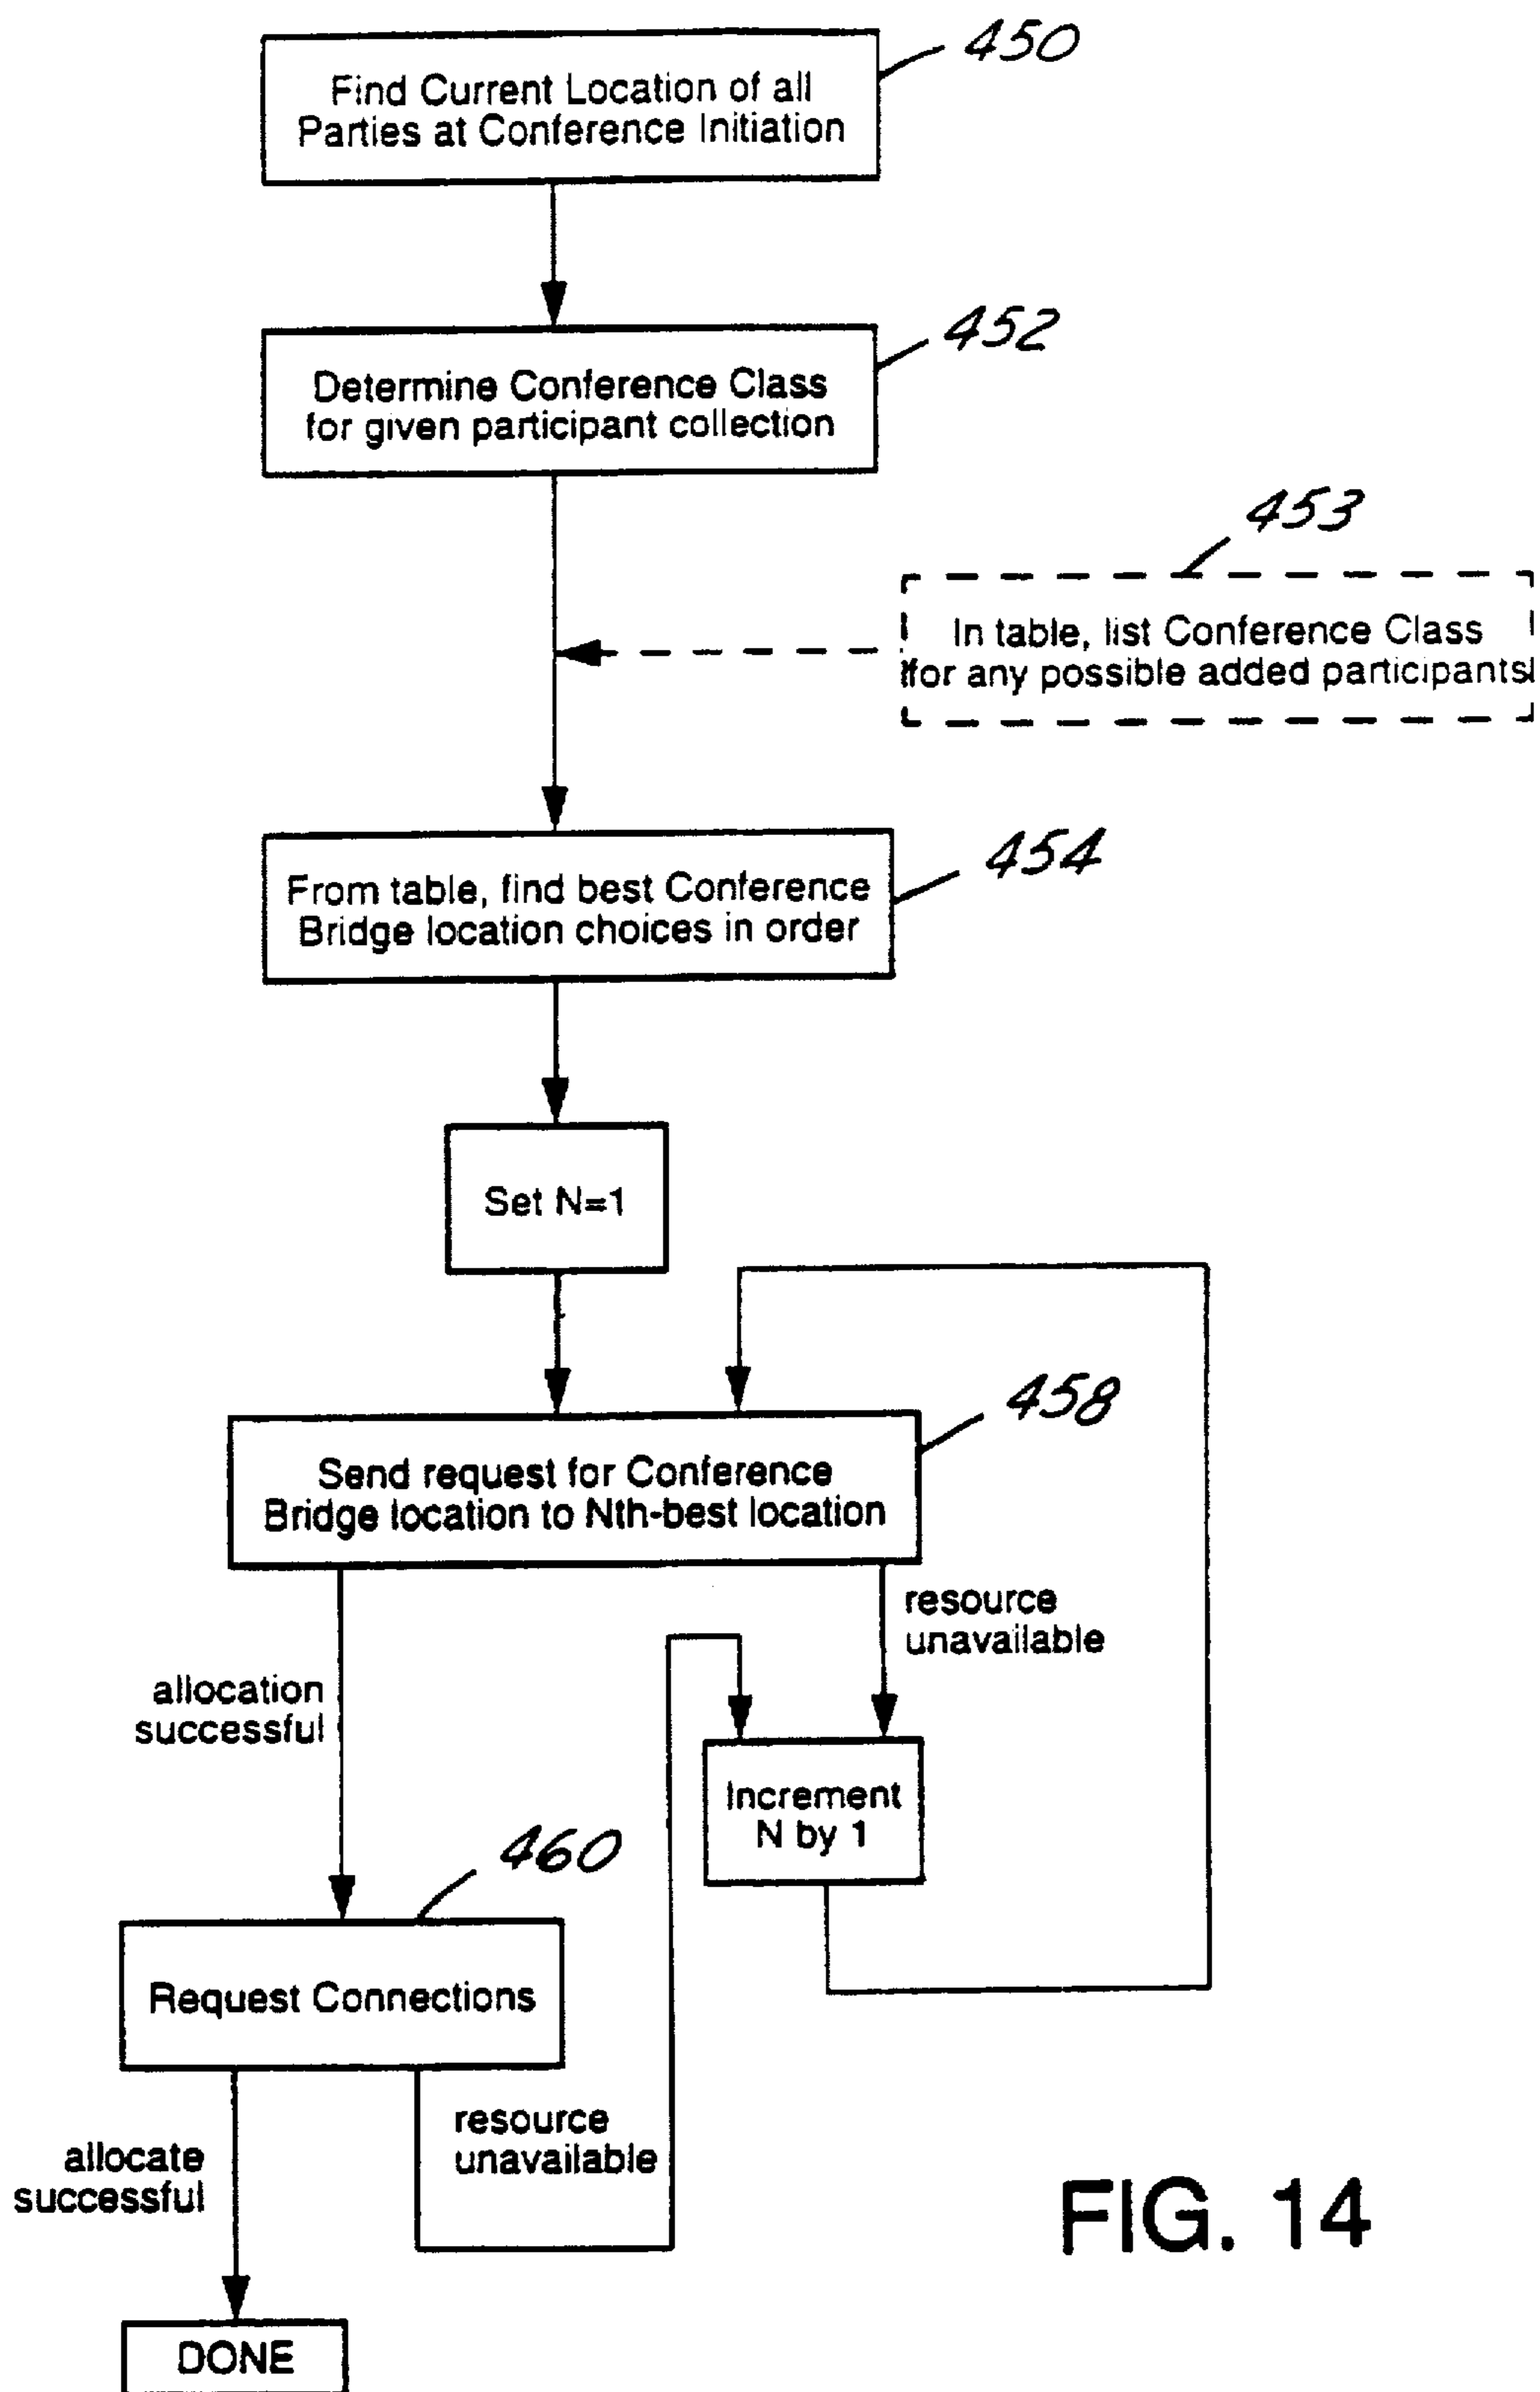 450
Find Current Location of all
Parties at Conference Initiation
452
Determine Conference Class
for given participant collection
453
In table, list Conference Class
for any possible added participants
454
From table, find best Conference
Bridge location choices in order
Set N=1
458
Send request for Conference
Bridge location to Nth-best location
resource
unavailable
allocation
successful
Increment
N by 1
460
Request Connections
resource
unavailable
allocate
successful
FIG. 14
DONE